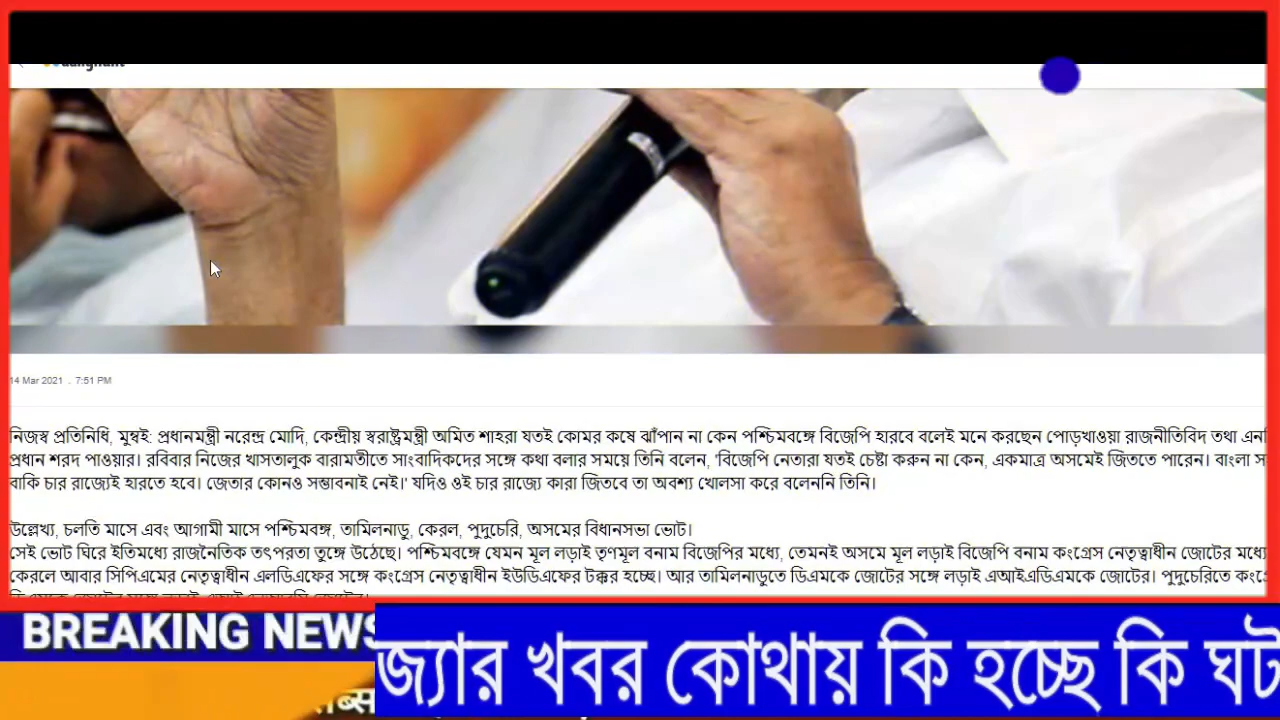 dailyhunt
14 Mar 2021 . 7:51 PM
নিজস্ব প্রতিনিধি, মুম্বই: প্রধানমন্ত্রী নরেন্দ্র মোদি, কেন্দ্রীয় স্বরাষ্ট্রমন্ত্রী অমিত শাহরা যতই কোমর কষে ঝাঁপান না কেন পশ্চিমবঙ্গে বিজেপি হারবে বলেই মনে করছেন পোড়খাওয়া রাজনীতিবিদ তথা
প্রধান শরদ পাওয়ার। রবিবার নিজের খাসতালুক বারামতীতে সাংবাদিকদের সঙ্গে কথা বলার সময়ে তিনি বলেন, 'বিজেপি নেতারা যতই চেষ্টা করুন না কেন, একমাত্র অসমেই জিততে পারেন। বাংলা
বাকি চার রাজ্যেই হারতে হবে। জেতার কোনও সম্ভাবনাই নেই।' যদিও ওই চার রাজ্যে কারা জিতবে তা অবশ্য খোলসা করে বলেননি তিনি।
উল্লেখ্য, চলতি মাসে এবং আগামী মাসে পশ্চিমবঙ্গ, তামিলনাড়ু, কেরল, পুদুচেরি, অসমের বিধানসভা ভোট।
সেই ভোট ঘিরে ইতিমধ্যে রাজনৈতিক তৎপরতা তুঙ্গে উঠেছে। পশ্চিমবঙ্গে যেমন মূল লড়াই তৃণমূল বনাম বিজেপির মধ্যে, তেমনই অসমে মূল লড়াই বিজেপি বনাম কংগ্রেস নেতৃত্বাধীন জোটের মধ্যে
কেরলে আবার সিপিএমের নেতৃত্বাধীন এলডিএফের সঙ্গে কংগ্রেস নেতৃত্বাধীন ইউডিএফের টক্কর হচ্ছে। আর তামিলনাডুতে ডিএমকে জোটের সঙ্গে লড়াই এআইএডিএমকে জোটের। পুদুচেরিতে
BREAKING NEWS
জ্যার খবর কোথায় কি হচ্ছে কি ঘট